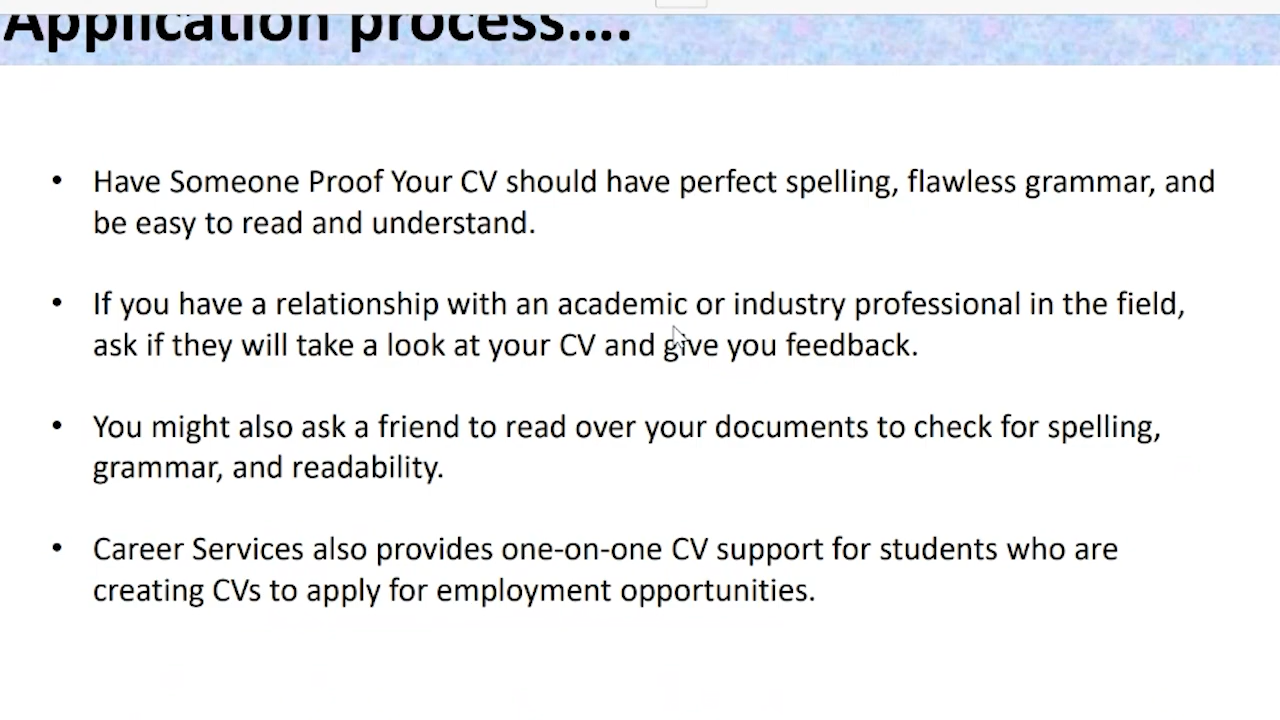 Application process....
• Have Someone Proof Your CV should have perfect spelling, flawless grammar, and
be easy to read and understand.
• If you have a relationship with an academic or industry professional in the field,
ask if they will take a look at your CV and give you feedback.
• You might also ask a friend to read over your documents to check for spelling,
grammar, and readability.
• Career Services also provides one-on-one CV support for students who are
creating CVs to apply for employment opportunities.